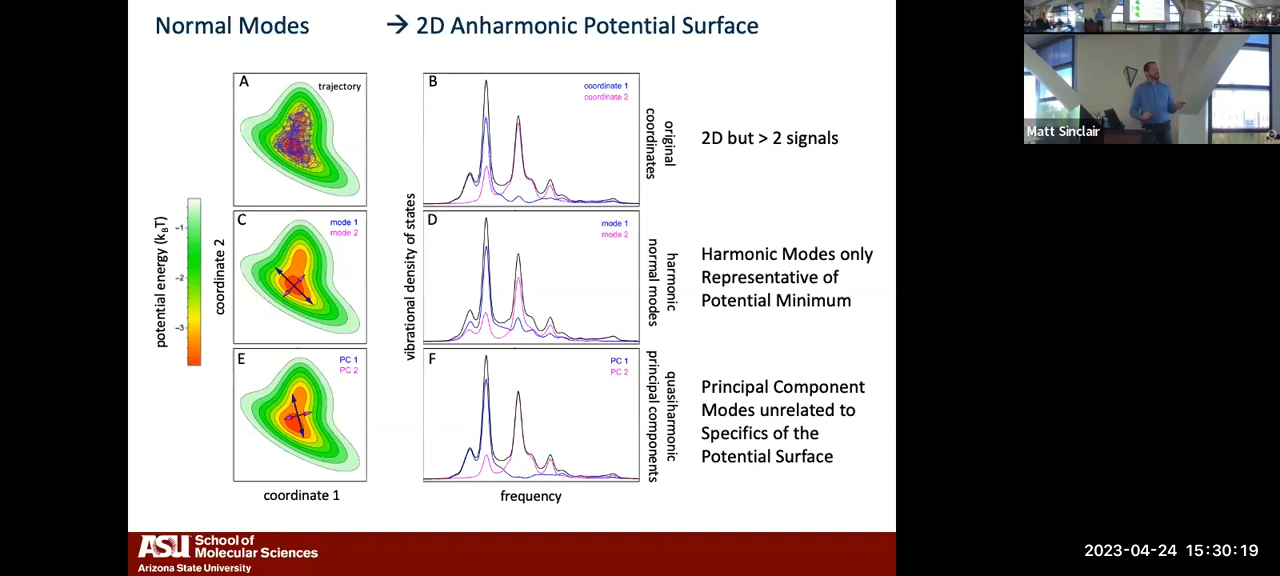 Normal Modes → 2D Anharmonic Potential Surface
A
trajectory
B
coordinate 1
coordinate 2
original
coordinates
2D but > 2 signals
C
mode 1
mode 2
D
mode 1
mode 2
harmonic
normal modes
Harmonic Modes only
Representative of
Potential Minimum
E
PC 1
PC 2
F
PC 1
PC 2
quasiharmonic
principal components
Principal Component
Modes unrelated to
Specifics of the
Potential Surface
potential energy (kBT)
-1
-2
-3
coordinate 2
vibrational density of states
coordinate 1
frequency
ASU School of
Molecular Sciences
Arizona State University
Matt Sinclair
2023-04-24 15:30:19